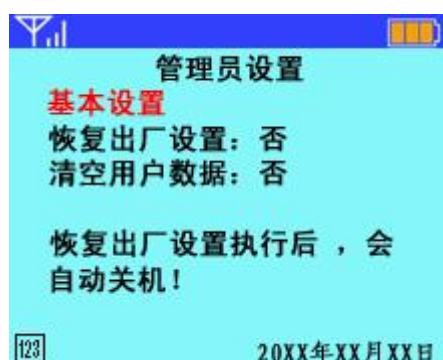 管理员设置
基本设置
恢复出厂设置：否
清空用户数据：否
恢复出厂设置执行后 ，会
自动关机！
123
20XX年XX月XX日